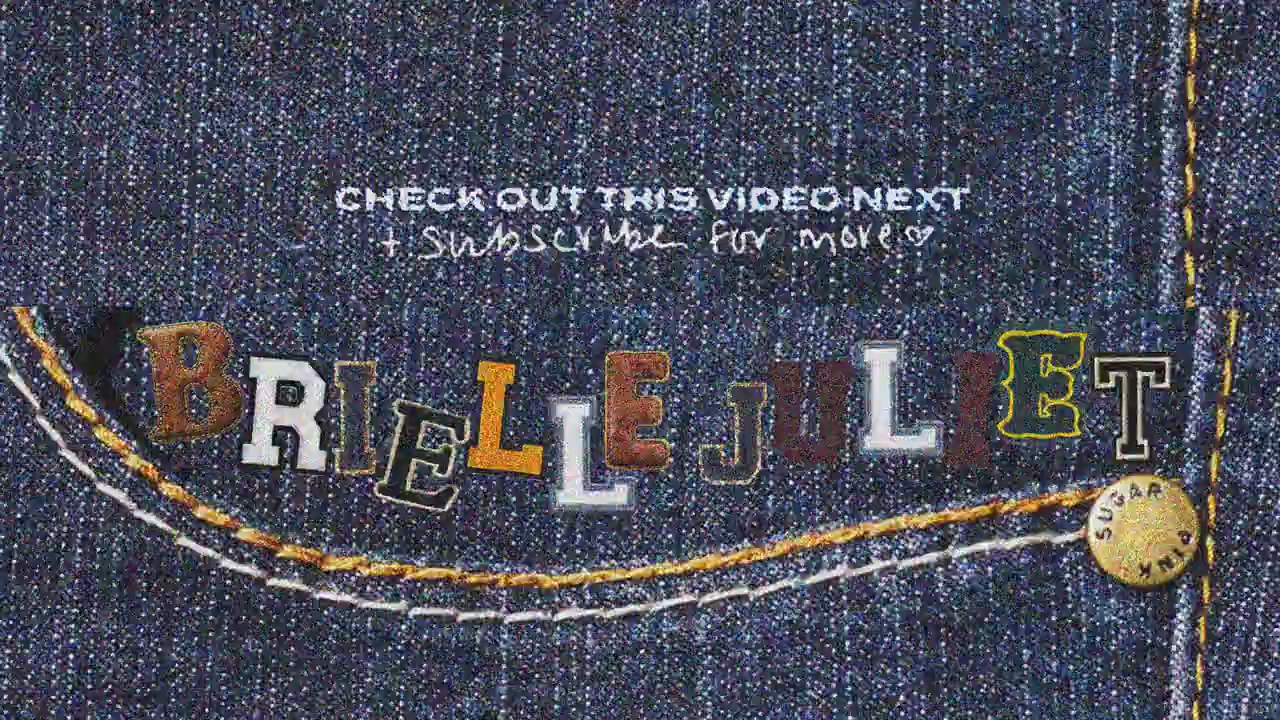 CHECK OUT THIS VIDEO NEXT
+ subscribe for more♡
BRIELLE JULIET
SUGAR PINK